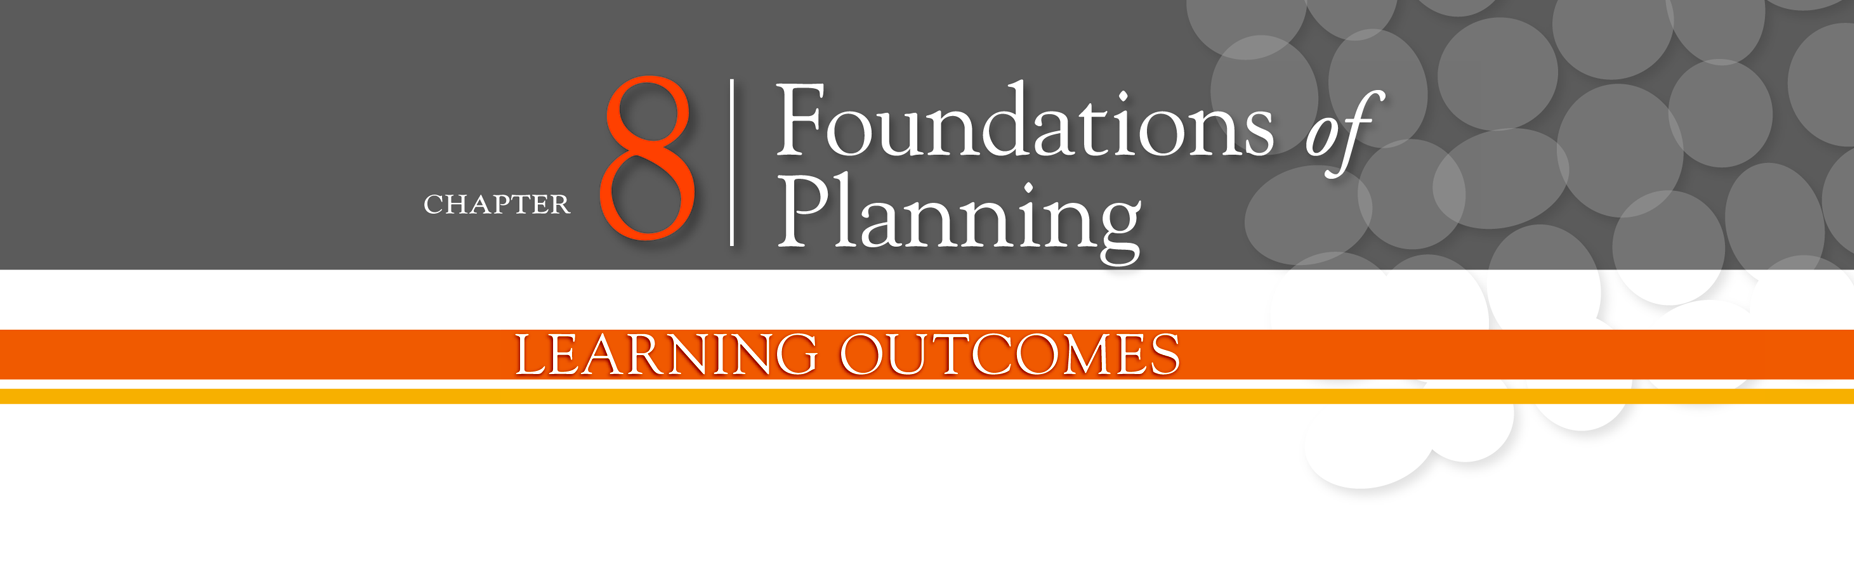 CHAPTER 8
Foundations of
Planning
LEARNING OUTCOMES